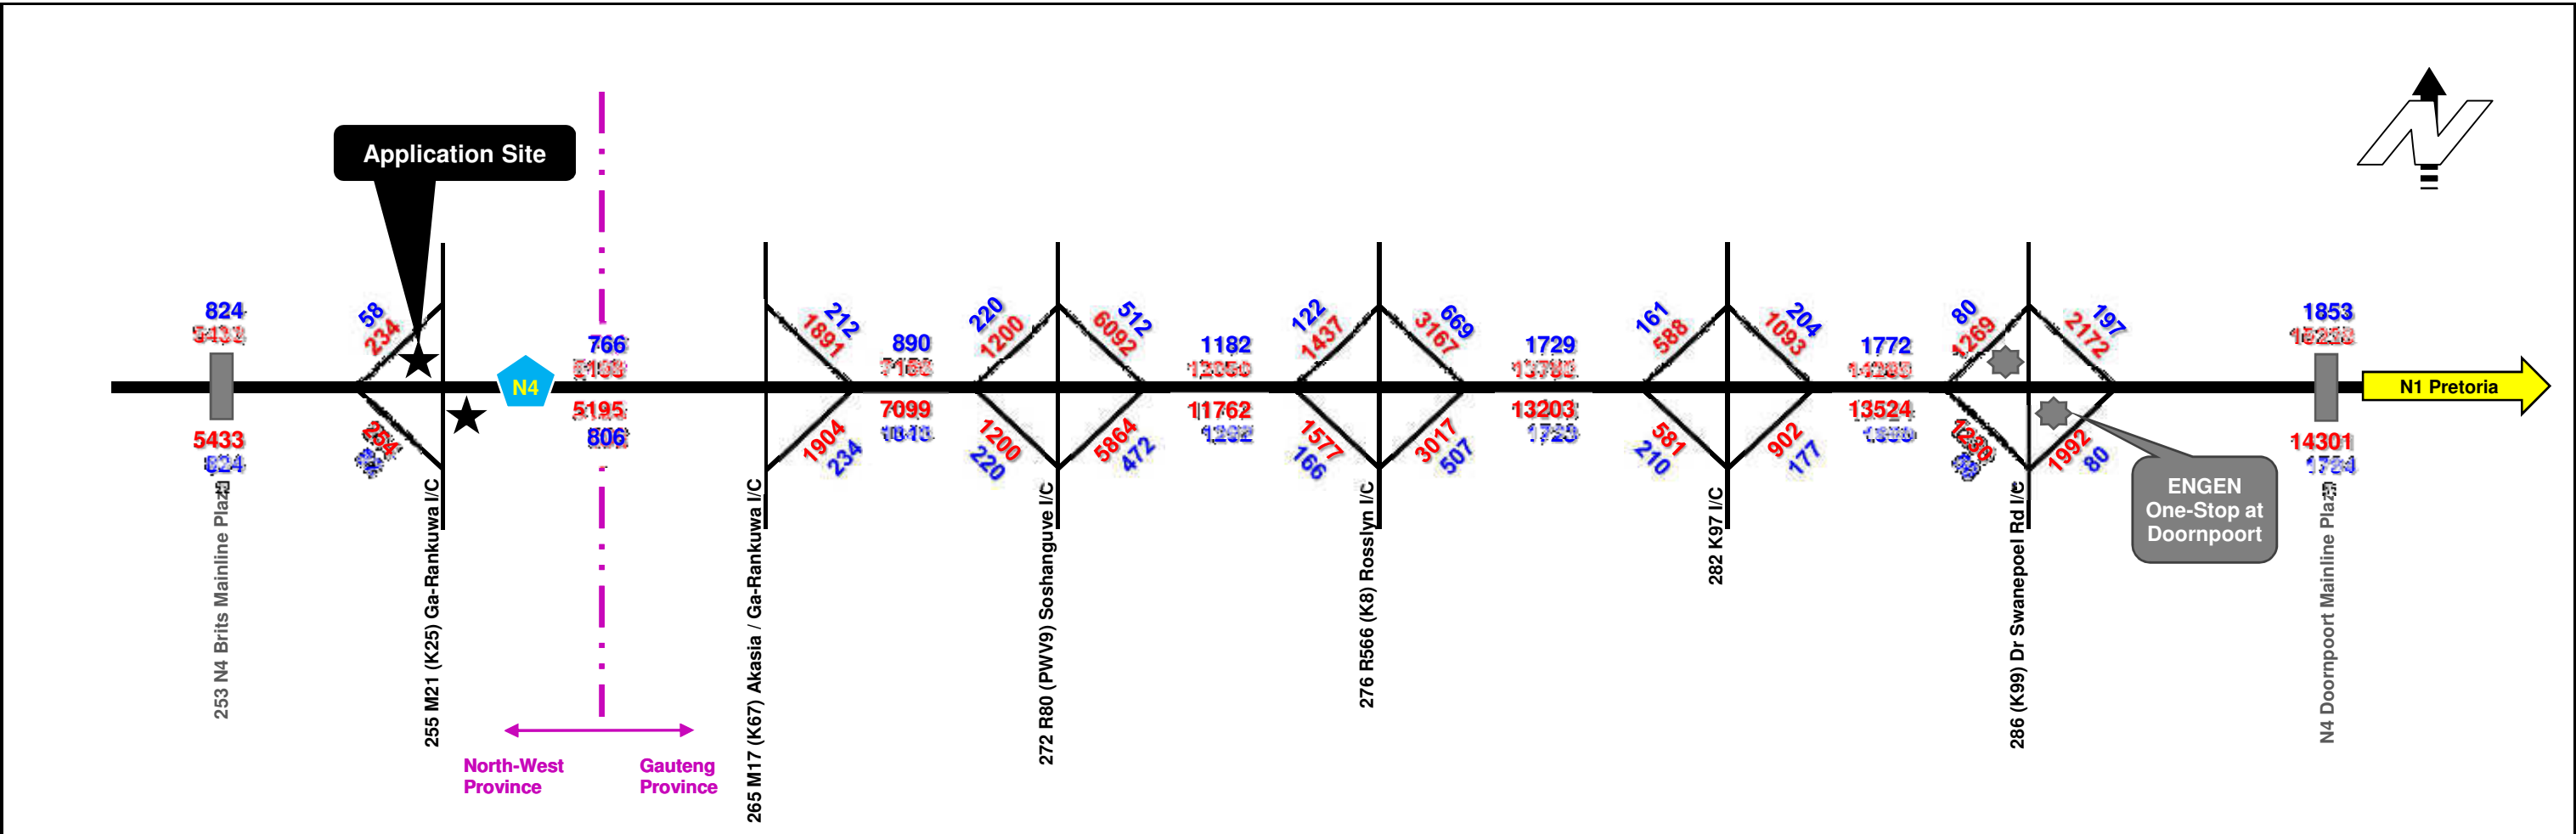 Application Site
824
58
234
766
5195
806
N4
212
1891
890
220
1200
6092
512
1182
122
1437
3167
669
1729
161
588
1093
204
1772
80
1269
2172
197
1853
N1 Pretoria
5433
7099
1904
234
1200
220
5864
472
11762
1577
166
3017
507
13203
581
210
902
177
13524
1992
80
14301
ENGEN
One-Stop at
Doornpoort
253 N4 Brits Mainline Plaza
255 M21 (K25) Ga-Rankuwa I/C
265 M17 (K67) Akasia / Ga-Rankuwa I/C
272 R80 (PWV9) Soshanguve I/C
276 R566 (K8) Rosslyn I/C
282 K97 I/C
286 (K99) Dr Swanepoel Rd I/C
N4 Doornpoort Mainline Plaza
North-West
Province
Gauteng
Province